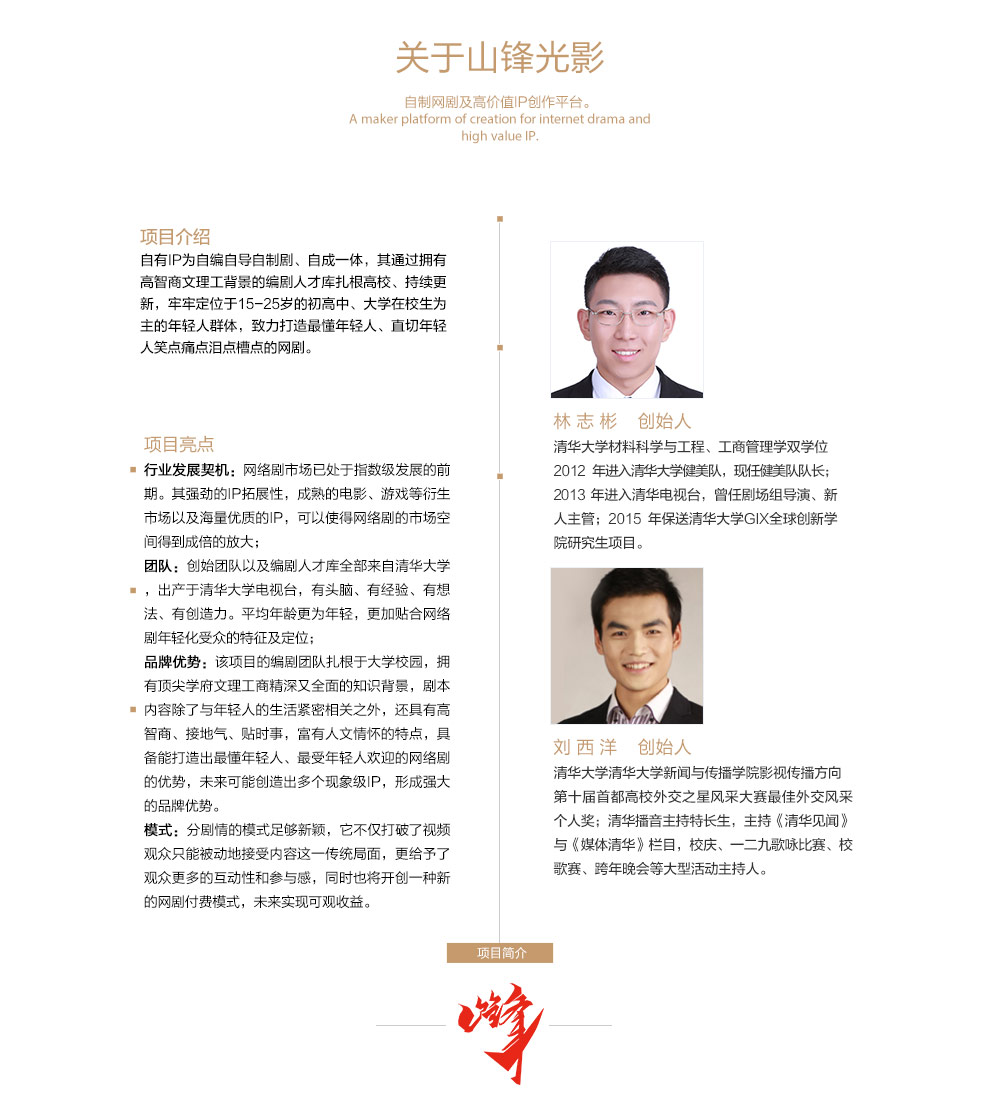 关于山锋光影
自制网剧及高价值IP创作平台。
A maker platform of creation for internet drama and
high value IP.
项目介绍
自有IP为自编自导自制剧、自成一体，其通过拥有
高智商文理工背景的编剧人才库扎根高校、持续更
新，牢牢定位于15-25岁的初高中、大学在校生为
主的年轻人群体，致力打造最懂年轻人、直切年轻
人笑点痛点泪点槽点的网剧。
项目亮点
行业发展契机：网络剧市场已处于指数级发展的前
期。其强劲的IP拓展性，成熟的电影、游戏等衍生
市场以及海量优质的IP，可以使得网络剧的市场空
间得到成倍的放大；
团队：创始团队以及编剧人才库全部来自清华大学
，出产于清华大学电视台，有头脑、有经验、有想
法、有创造力。平均年龄更为年轻，更加贴合网络
剧年轻化受众的特征及定位；
品牌优势：该项目的编剧团队扎根于大学校园，拥
有顶尖学府文理工商精深又全面的知识背景，剧本
内容除了与年轻人的生活紧密相关之外，还具有高
智商、接地气、贴时事，富有人文情怀的特点，具
备能打造出最懂年轻人、最受年轻人欢迎的网络剧
的优势，未来可能创造出多个现象级IP，形成强大
的品牌优势。
模式：分剧情的模式足够新颖，它不仅打破了视频
观众只能被动地接受内容这一传统局面，更给予了
观众更多的互动性和参与感，同时也将开创一种新
的网剧付费模式，未来实现可观收益。
林 志 彬 创始人
清华大学材料科学与工程、工商管理学双学位
2012 年进入清华大学健美队，现任健美队队长；
2013 年进入清华电视台，曾任剧场组导演、新
人主管；2015 年保送清华大学GIX全球创新学
院研究生项目。
刘 西 洋 创始人
清华大学清华大学新闻与传播学院影视传播方向
第十届首都高校外交之星风采大赛最佳外交风采
个人奖；清华播音主持特长生，主持《清华见闻》
与《媒体清华》栏目，校庆、一二九歌咏比赛、校
歌赛、跨年晚会等大型活动主持人。
项目简介
山锋